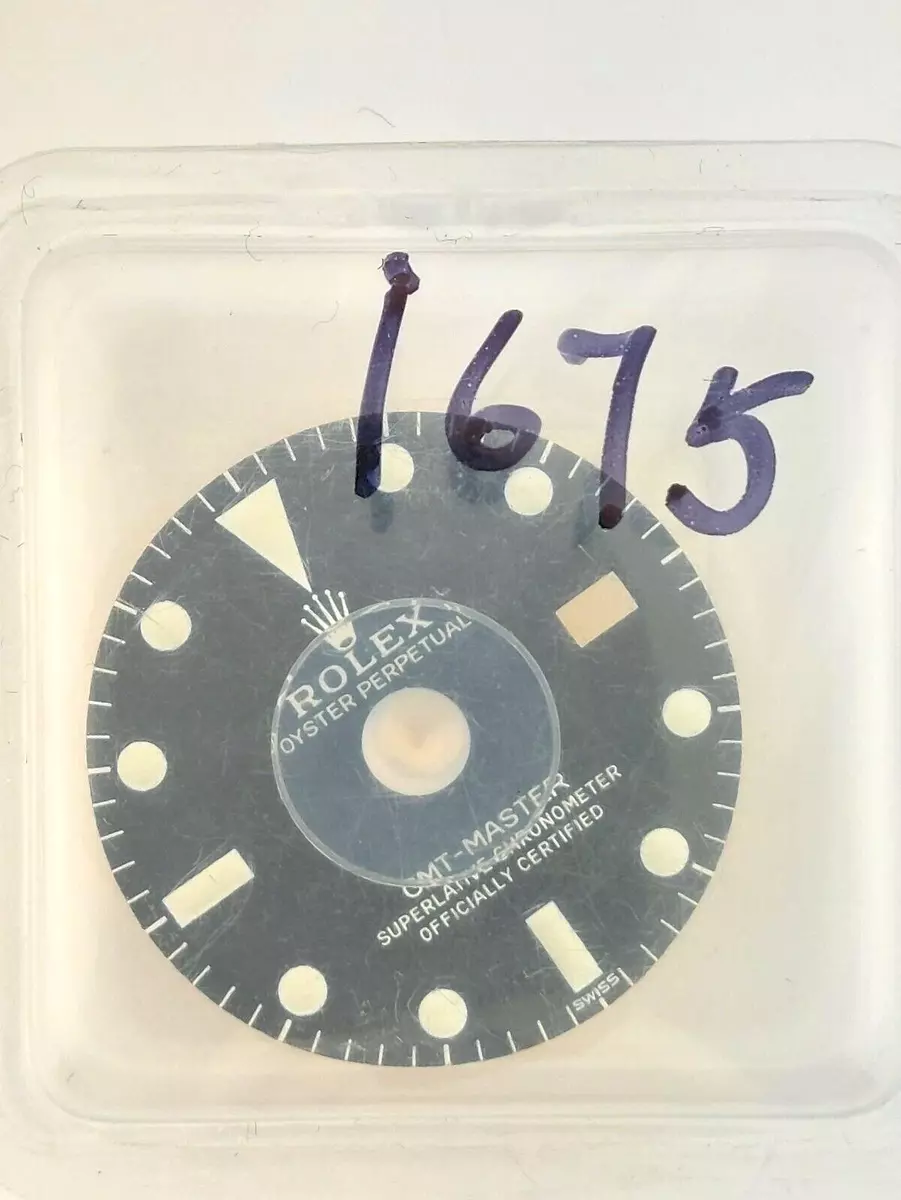 1675
ROLEX
OYSTER PERPETUAL
GMT-MASTER
SUPERLATIVE CHRONOMETER
OFFICIALLY CERTIFIED
SWISS